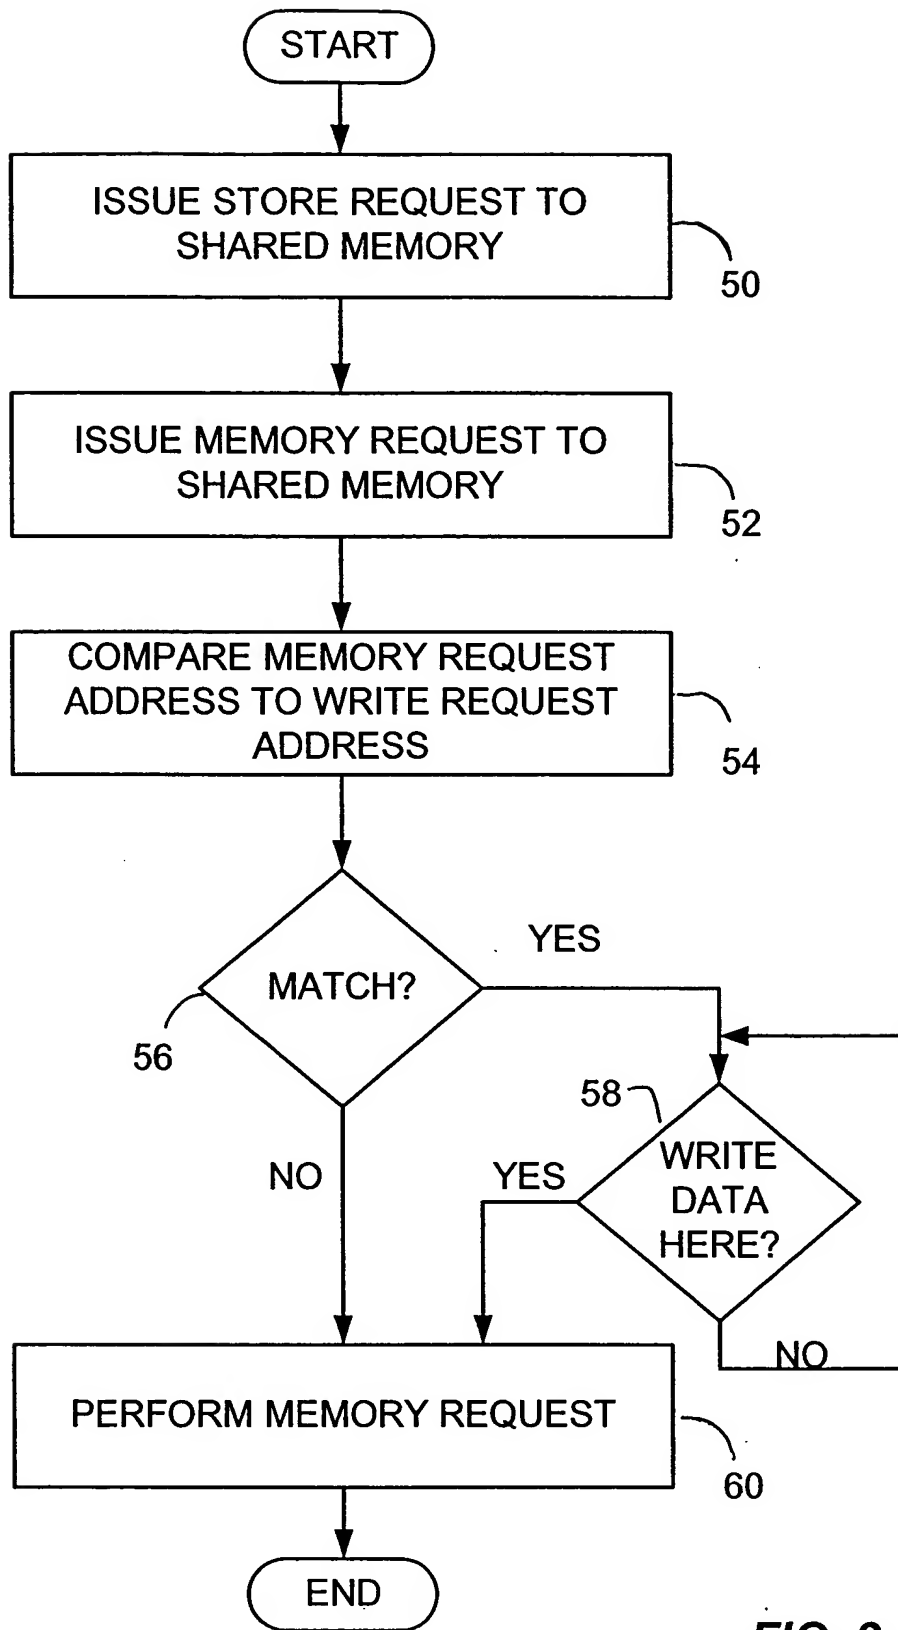 START
ISSUE STORE REQUEST TO
SHARED MEMORY
50
ISSUE MEMORY REQUEST TO
SHARED MEMORY
52
COMPARE MEMORY REQUEST
ADDRESS TO WRITE REQUEST
ADDRESS
54
MATCH?
YES
56
58
WRITE
DATA
HERE?
NO
YES
NO
PERFORM MEMORY REQUEST
60
END